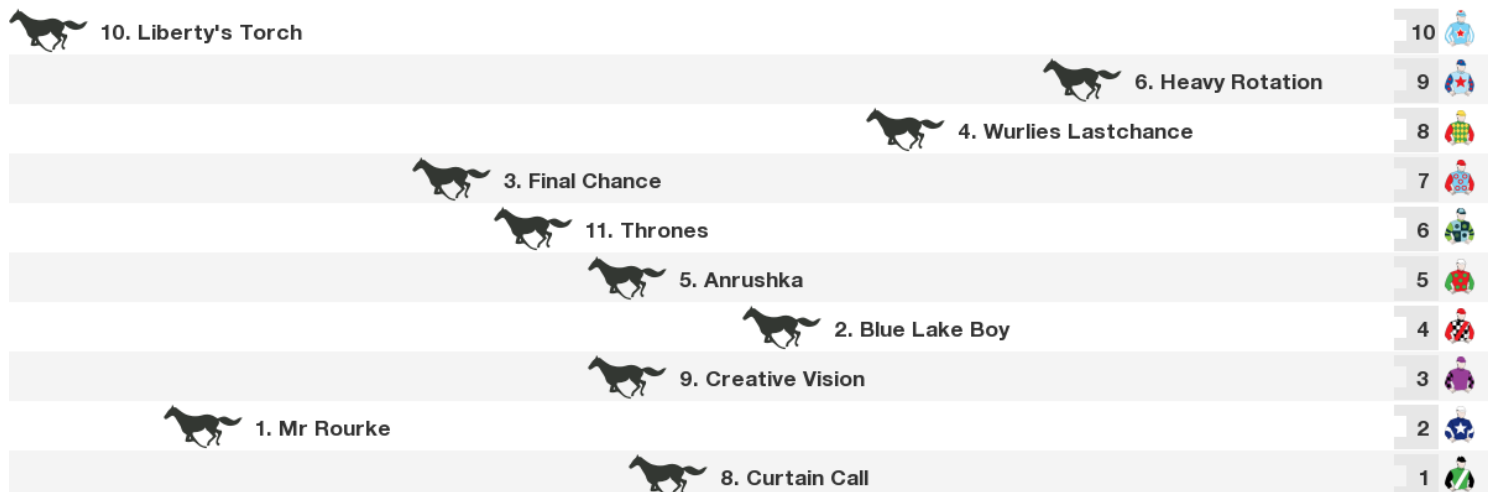 10. Liberty's Torch 10
6. Heavy Rotation 9
4. Wurlies Lastchance 8
3. Final Chance 7
11. Thrones 6
5. Anrushka 5
2. Blue Lake Boy 4
9. Creative Vision 3
1. Mr Rourke 2
8. Curtain Call 1